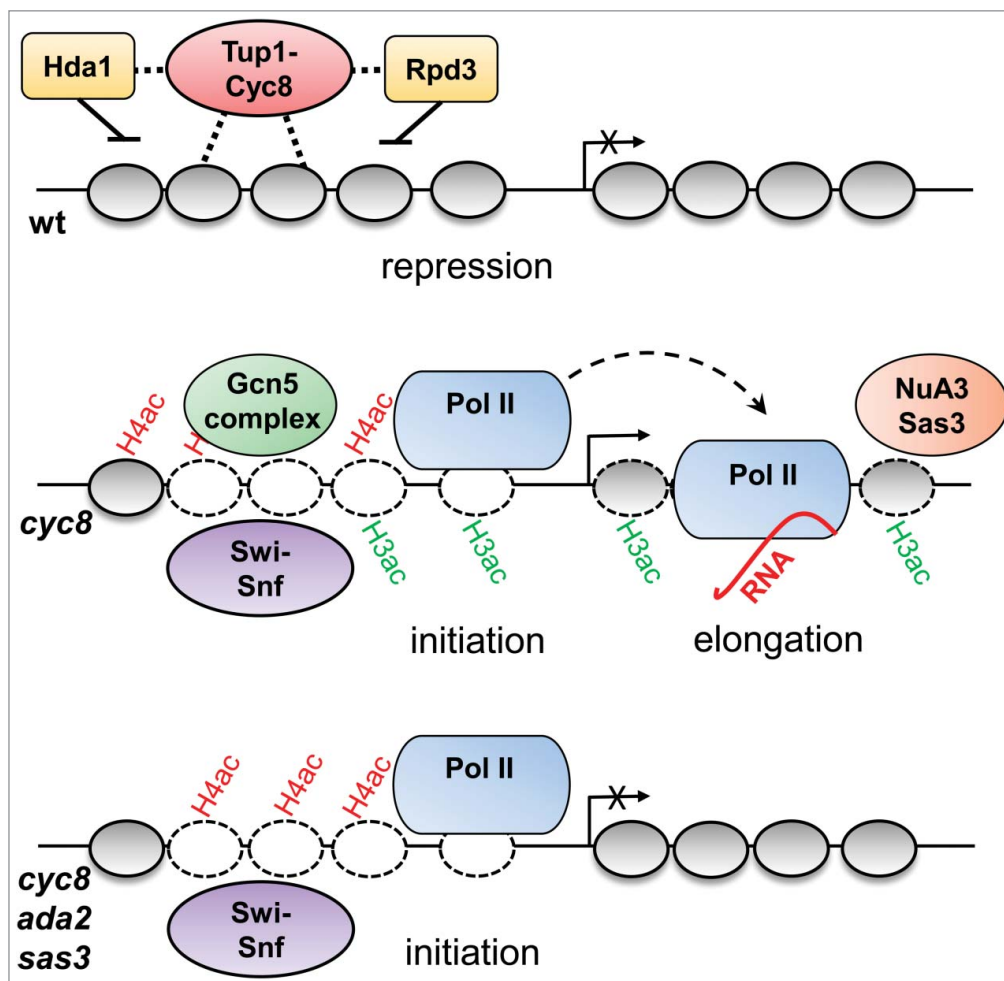 Hda1
Tup1-
Cyc8
Rpd3
X
wt
repression
Gcn5
complex
Pol II
NuA3
Sas3
H4ac
H
H4ac
Pol II
cyc8
Swi-
Snf
H3ac
H3ac
H3ac
RNA
H3ac
initiation
elongation
Pol II
H4ac
H4ac
H4ac
X
cyc8
ada2
sas3
Swi-
Snf
initiation